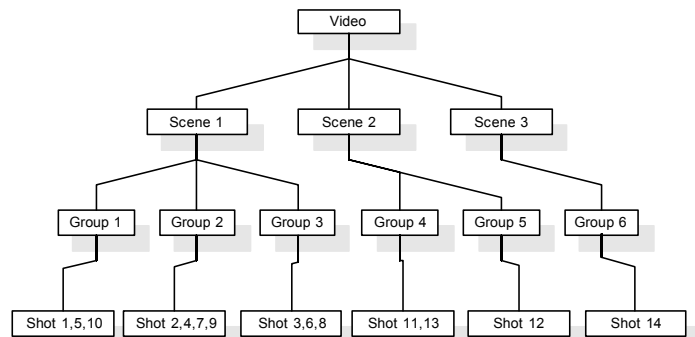 Video
Scene 1
Scene 2
Scene 3
Group 1
Group 2
Group 3
Group 4
Group 5
Group 6
Shot 1,5,10
Shot 2,4,7,9
Shot 3,6,8
Shot 11,13
Shot 12
Shot 14